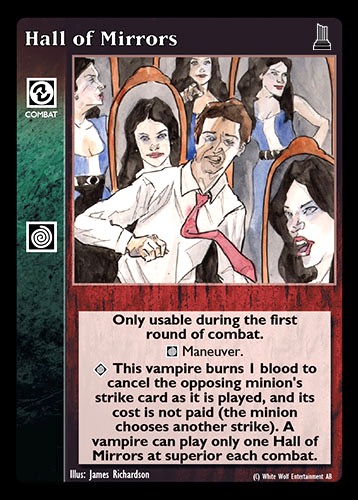 Hall of Mirrors
COMBAT
Only usable during the first
round of combat.
Maneuver.
This vampire burns 1 blood to
cancel the opposing minion's
strike card as it is played, and its
cost is not paid (the minion
chooses another strike). A
vampire can play only one Hall of
Mirrors at superior each combat.
Illus: James Richardson
(C) White Wolf Entertainment AB